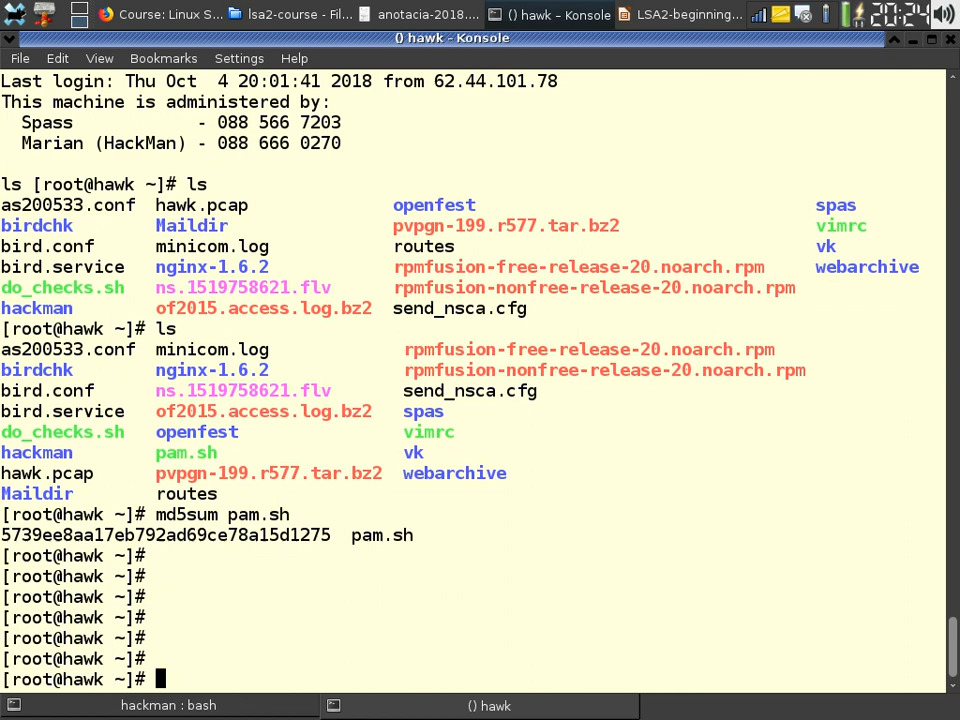 Course: Linux S...
lsa2-course - Fil...
anotacia-2018....
() hawk – Konsole
LSA2-beginning...
20:24
() hawk – Konsole
File Edit View Bookmarks Settings Help
Last login: Thu Oct  4 20:01:41 2018 from 62.44.101.78
This machine is administered by:
  Spass            - 088 566 7203
  Marian (HackMan) - 088 666 0270
ls [root@hawk ~]# ls
as200533.conf  hawk.pcap  openfest  spas
birdchk  Maildir  pvpgn-199.r577.tar.bz2  vimrc
bird.conf  minicom.log  routes  vk
bird.service  nginx-1.6.2  rpmfusion-free-release-20.noarch.rpm  webarchive
do_checks.sh  ns.1519758621.flv  rpmfusion-nonfree-release-20.noarch.rpm
hackman  of2015.access.log.bz2  send_nsca.cfg
[root@hawk ~]# ls
as200533.conf  minicom.log  rpmfusion-free-release-20.noarch.rpm
birdchk  nginx-1.6.2  rpmfusion-nonfree-release-20.noarch.rpm
bird.conf  ns.1519758621.flv  send_nsca.cfg
bird.service  of2015.access.log.bz2  spas
do_checks.sh  openfest  vimrc
hackman  pam.sh  vk
hawk.pcap  pvpgn-199.r577.tar.bz2  webarchive
Maildir  routes
[root@hawk ~]# md5sum pam.sh
5739ee8aa17eb792ad69ce78a15d1275  pam.sh
[root@hawk ~]#
[root@hawk ~]#
[root@hawk ~]#
[root@hawk ~]#
[root@hawk ~]#
[root@hawk ~]#
[root@hawk ~]#
hackman : bash
() hawk